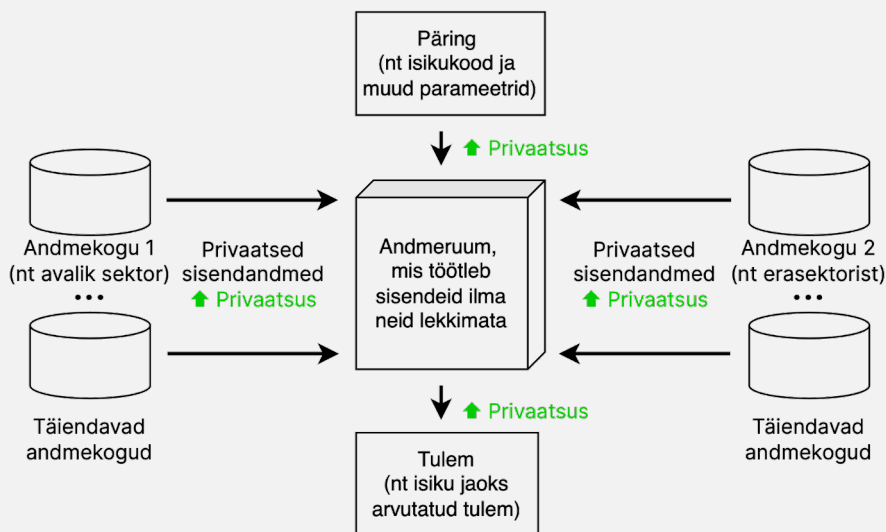 Päring
(nt isikukood ja
muud parameetrid)
Privaatsus
Andmekogu 1
(nt avalik sektor)
...
Privaatsed
sisendandmed
Privaatsus
Andmeruum,
mis töötleb
sisendeid ilma
neid lekkimata
Privaatsed
sisendandmed
Privaatsus
Andmekogu 2
(nt erasektorist)
...
Täiendavad
andmekogud
Privaatsus
Tulem
(nt isiku jaoks
arvutatud tulem)
Täiendavad
andmekogud